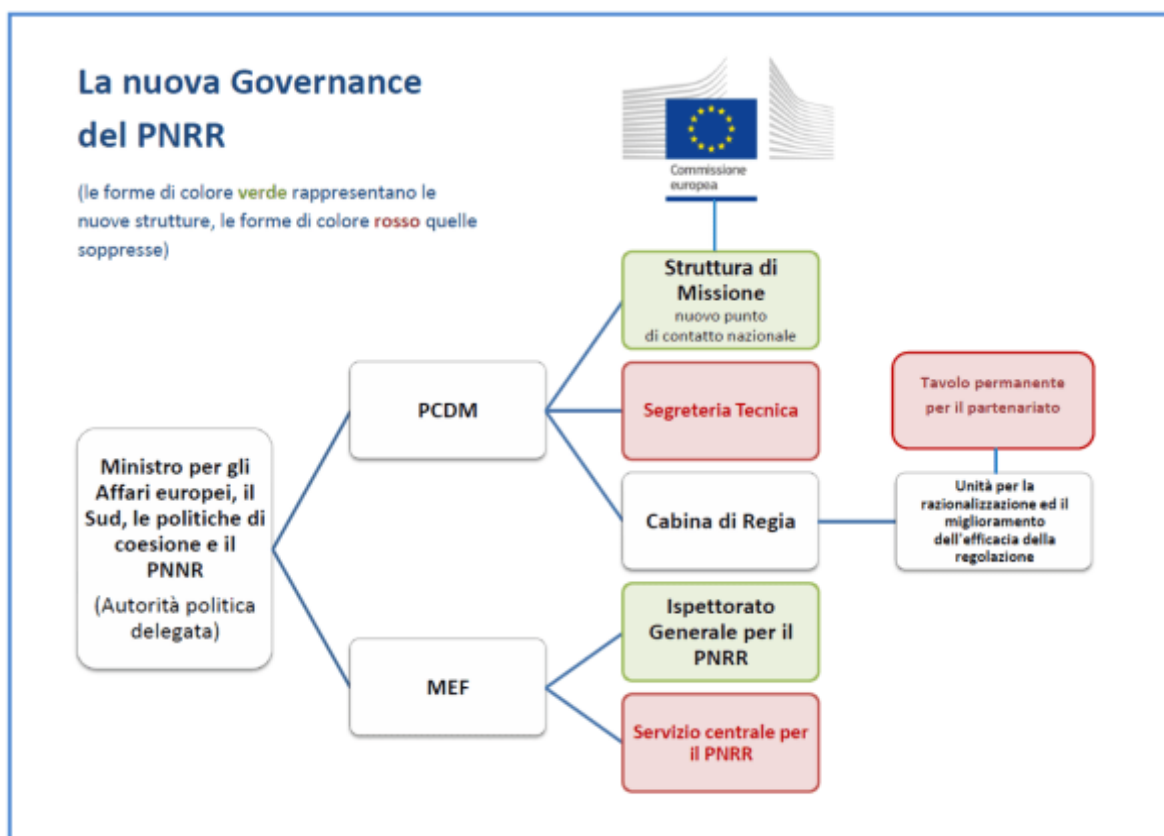 La nuova Governance
del PNRR
(le forme di colore verde rappresentano le
nuove strutture, le forme di colore rosso quelle
soppresse)
Commissione
europea
Struttura di
Missione
nuovo punto
di contatto nazionale
PCDM
Segreteria Tecnica
Tavolo permanente
per il partenariato
Ministro per gli
Affari europei, il
Sud, le politiche di
coesione e il
PNNR
(Autorità politica
delegata)
Cabina di Regia
Unità per la
razionalizzazione ed il
miglioramento
dell'efficacia della
regolazione
Ispettorato
Generale per il
PNRR
MEF
Servizio centrale per
il PNRR